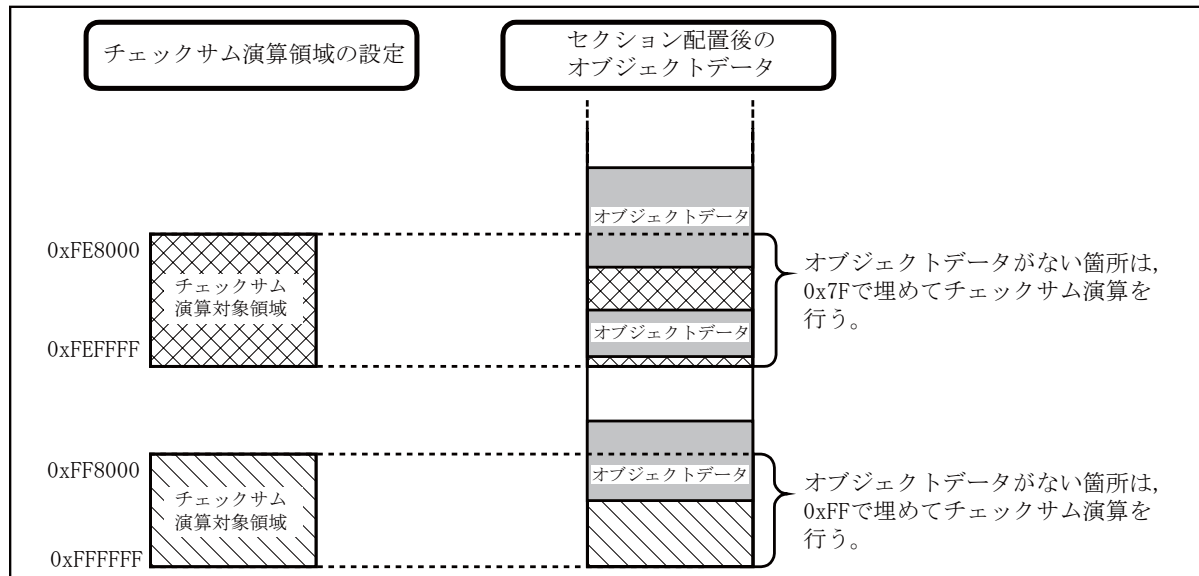 チェックサム演算領域の設定
セクション配置後の
オブジェクトデータ
オブジェクトデータ
0xFE8000
チェックサム
演算対象領域
オブジェクトデータがない箇所は,
0x7Fで埋めてチェックサム演算を
行う。
オブジェクトデータ
0xFEFFFF
0xFF8000
オブジェクトデータ
チェックサム
演算対象領域
オブジェクトデータがない箇所は,
0xFFで埋めてチェックサム演算を
行う。
0xFFFFFF